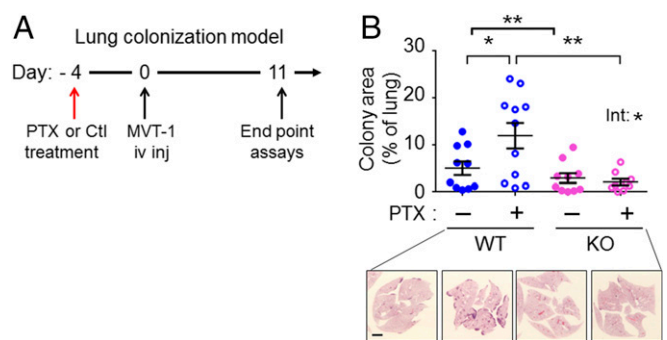 A
Lung colonization model
Day: - 4 0 11
PTX or Ctl
treatment
MVT-1
iv inj
End point
assays
B
**
* **
Colony area
(% of lung)
30
20
10
0
Int: *
PTX : – + – +
WT KO